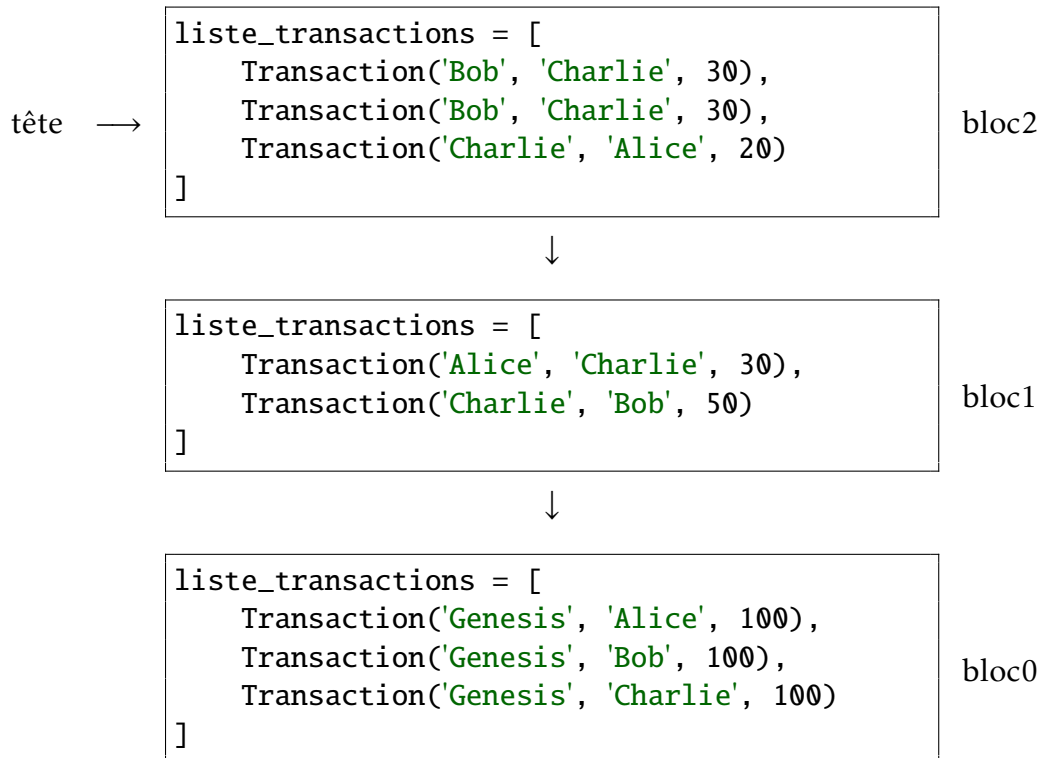 liste_transactions = [
Transaction('Bob', 'Charlie', 30),
Transaction('Bob', 'Charlie', 30),
tête ⟶ Transaction('Charlie', 'Alice', 20) bloc2
]
↓
liste_transactions = [
Transaction('Alice', 'Charlie', 30),
Transaction('Charlie', 'Bob', 50) bloc1
]
↓
liste_transactions = [
Transaction('Genesis', 'Alice', 100),
Transaction('Genesis', 'Bob', 100), bloc0
Transaction('Genesis', 'Charlie', 100)
]